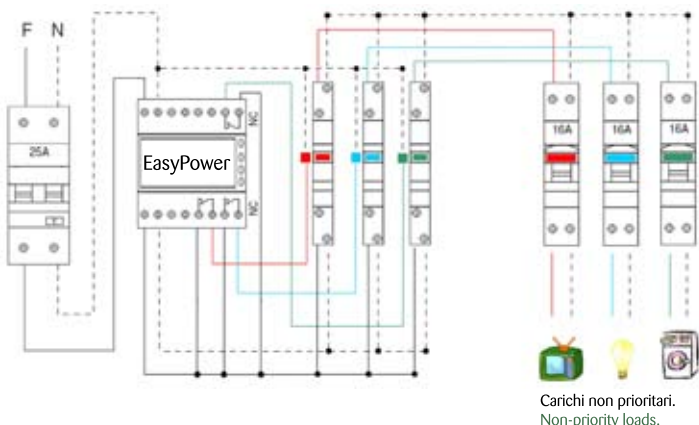 F N
25A
EasyPower
NC
NC
16A
16A
16A
Carichi non prioritari.
Non-priority loads.